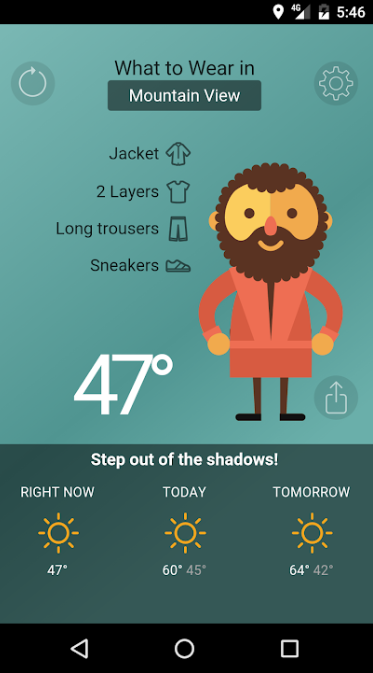 4G 5:46
What to Wear in
Mountain View
Jacket
2 Layers
Long trousers
Sneakers
47°
Step out of the shadows!
RIGHT NOW TODAY TOMORROW
47° 60° 45° 64° 42°